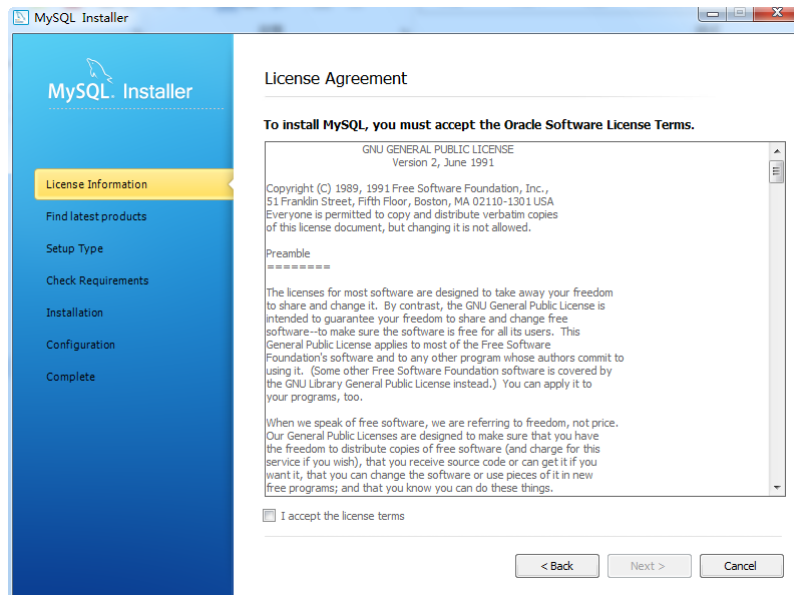 MySQL Installer
MySQL. Installer
License Information
Find latest products
Setup Type
Check Requirements
Installation
Configuration
Complete
License Agreement
To install MySQL, you must accept the Oracle Software License Terms.
GNU GENERAL PUBLIC LICENSE
Version 2, June 1991
Copyright (C) 1989, 1991 Free Software Foundation, Inc.,
51 Franklin Street, Fifth Floor, Boston, MA 02110-1301 USA
Everyone is permitted to copy and distribute verbatim copies
of this license document, but changing it is not allowed.
Preamble
========
The licenses for most software are designed to take away your freedom
to share and change it. By contrast, the GNU General Public License is
intended to guarantee your freedom to share and change free
software--to make sure the software is free for all its users. This
General Public License applies to most of the Free Software
Foundation's software and to any other program whose authors commit to
using it. (Some other Free Software Foundation software is covered by
the GNU Library General Public License instead.) You can apply it to
your programs, too.
When we speak of free software, we are referring to freedom, not price.
Our General Public Licenses are designed to make sure that you have
the freedom to distribute copies of free software (and charge for this
service if you wish), that you receive source code or can get it if you
want it, that you can change the software or use pieces of it in new
free programs; and that you know you can do these things.
I accept the license terms
< Back
Next >
Cancel